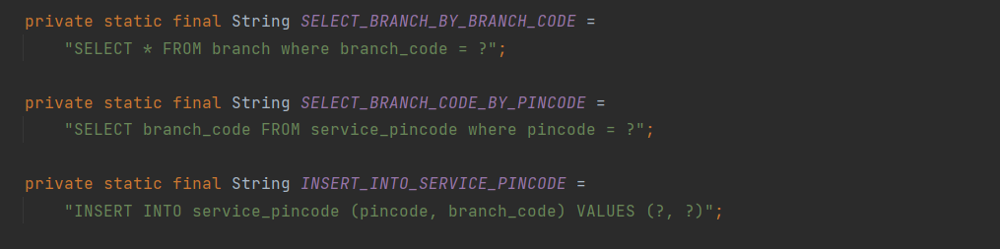 private static final String SELECT_BRANCH_BY_BRANCH_CODE =
"SELECT * FROM branch where branch_code = ?";
private static final String SELECT_BRANCH_CODE_BY_PINCODE =
"SELECT branch_code FROM service_pincode where pincode = ?";
private static final String INSERT_INTO_SERVICE_PINCODE =
"INSERT INTO service_pincode (pincode, branch_code) VALUES (?, ?)";